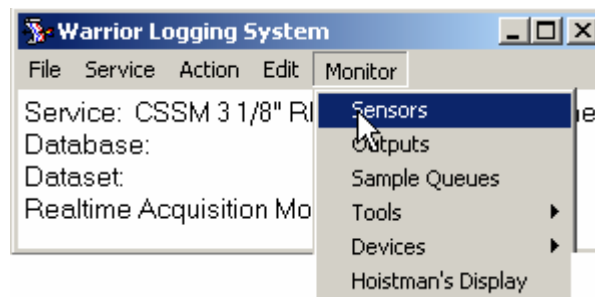 Warrior Logging System
File Service Action Edit Monitor
Service: CSSM 3 1/8"
Database:
Dataset:
Realtime Acquisition
Sensors
Outputs
Sample Queues
Tools
Devices
Hoistman's Display